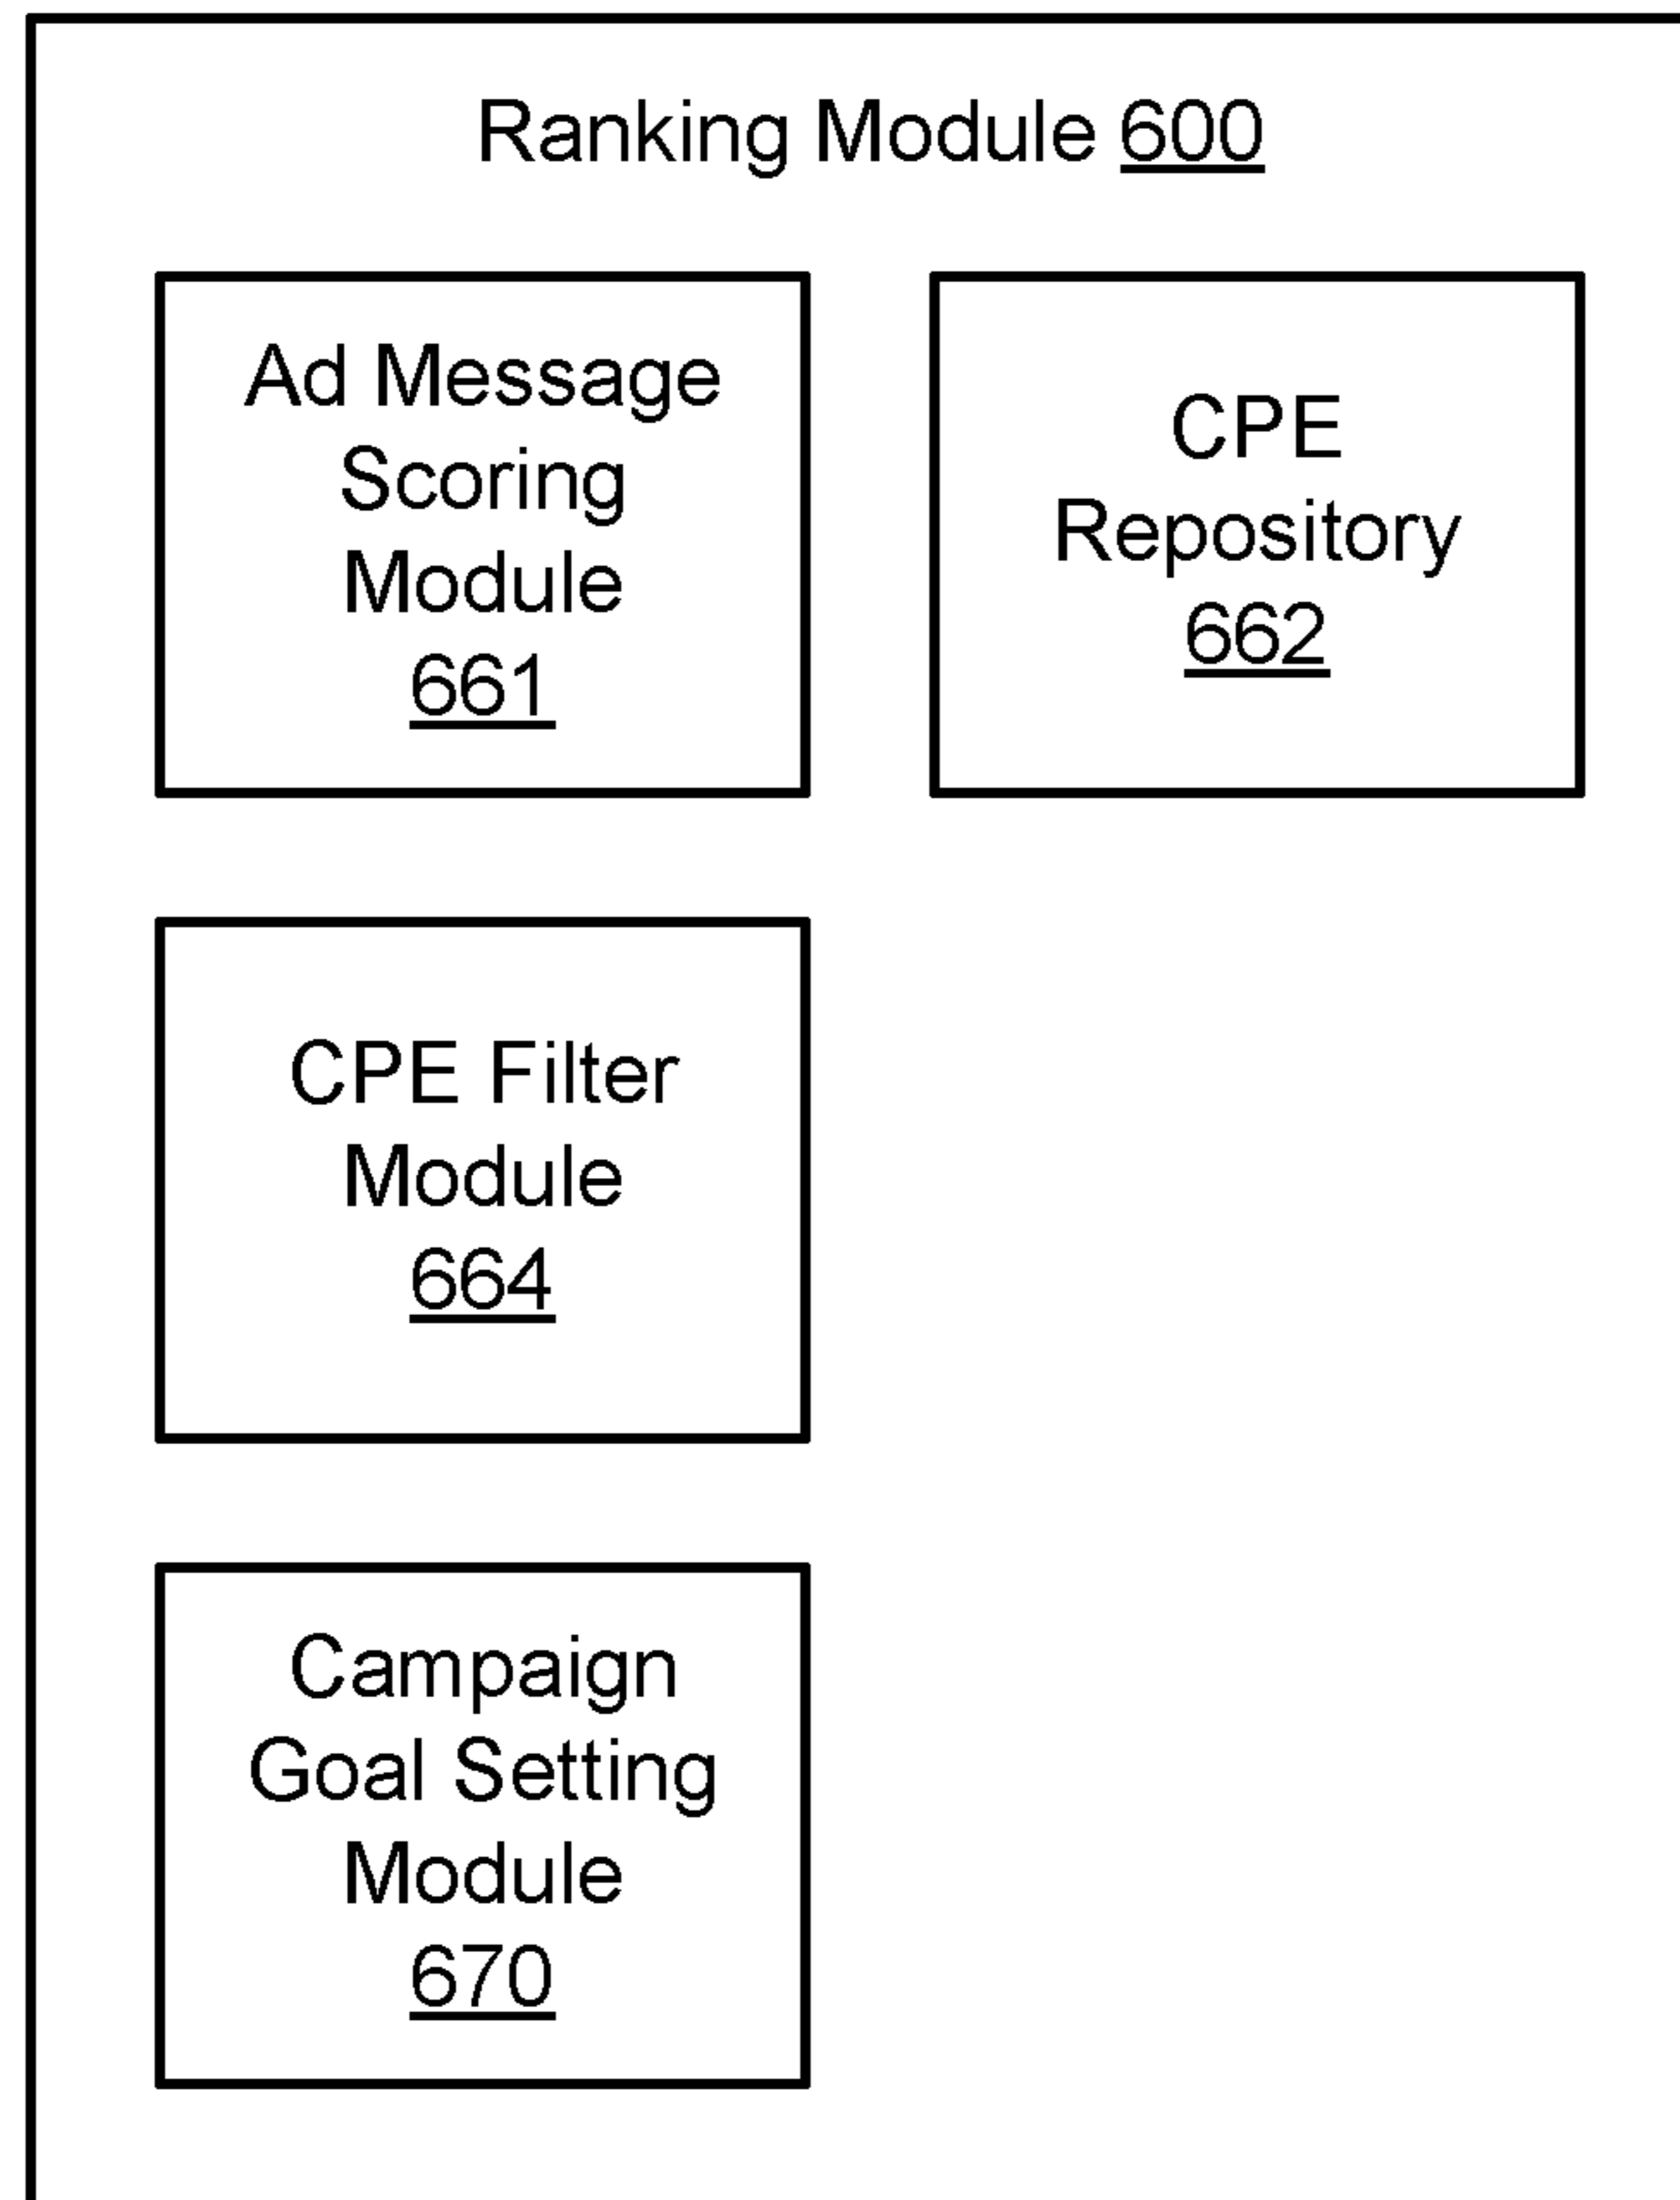 Ranking Module 600
Ad Message
Scoring
Module
661
CPE
Repository
662
CPE Filter
Module
664
Campaign
Goal Setting
Module
670